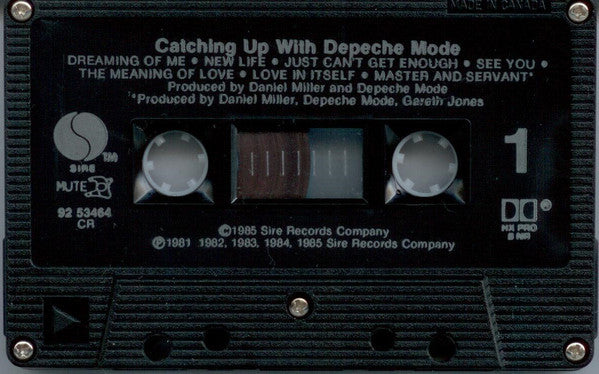 MADE IN CANADA
Catching Up With Depeche Mode
DREAMING OF ME • NEW LIFE • JUST CAN'T GET ENOUGH • SEE YOU •
THE MEANING OF LOVE • LOVE IN ITSELF • MASTER AND SERVANT*
Produced by Daniel Miller and Depeche Mode
*Produced by Daniel Miller, Depeche Mode, Gareth Jones
SIRE TM
MUTE
92 53464
CR
1
HX PRO
B NR
©1985 Sire Records Company
℗1981 1982, 1983, 1984, 1985 Sire Records Company